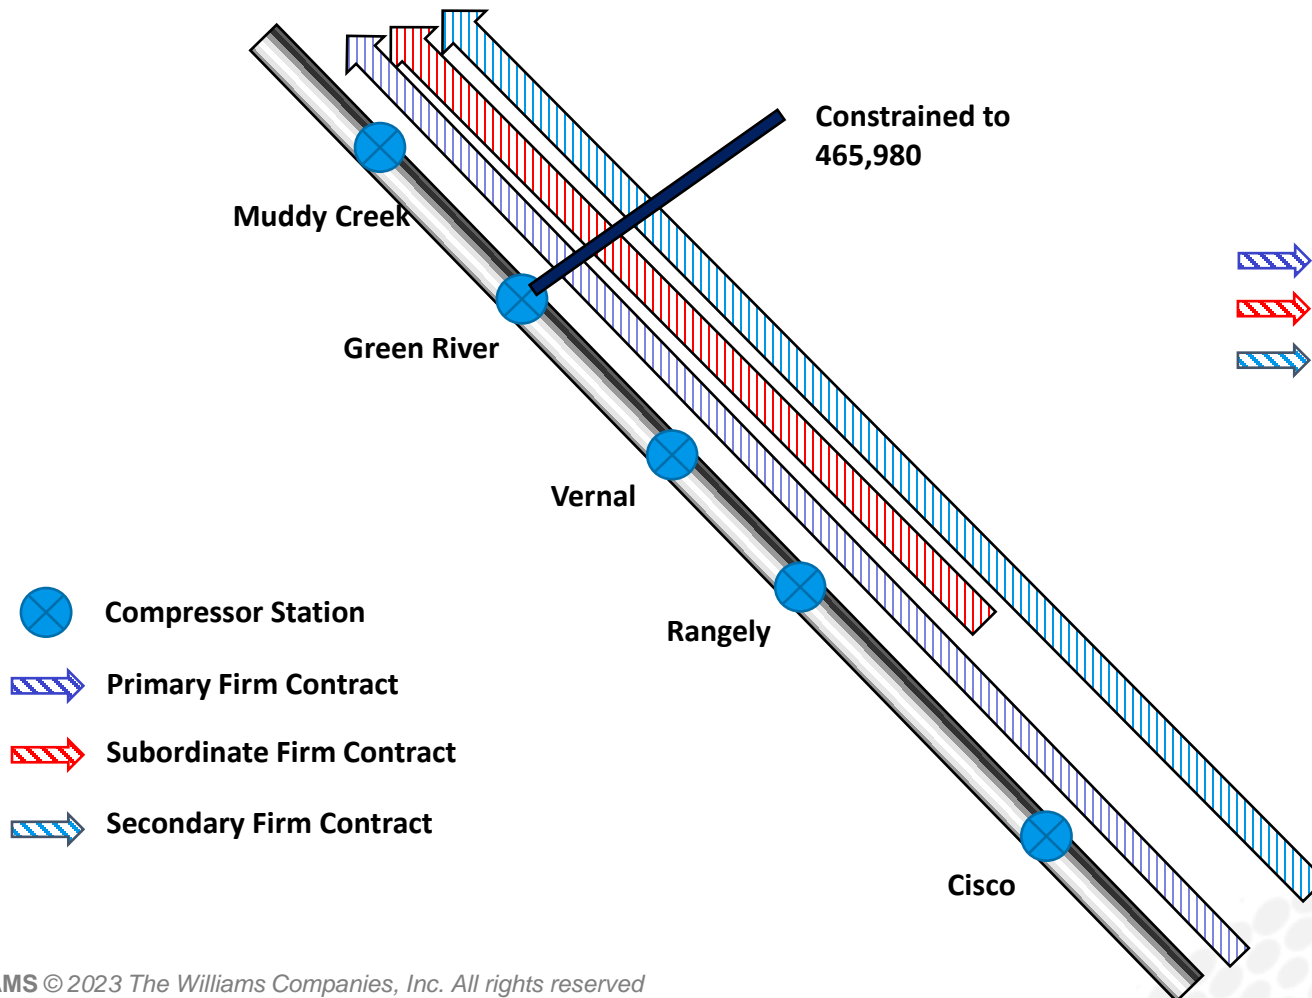 Constrained to
465,980
Muddy Creek
Green River
Vernal
Rangely
Compressor Station
Primary Firm Contract
Subordinate Firm Contract
Secondary Firm Contract
Cisco
AMS © 2023 The Williams Companies, Inc. All rights reserved